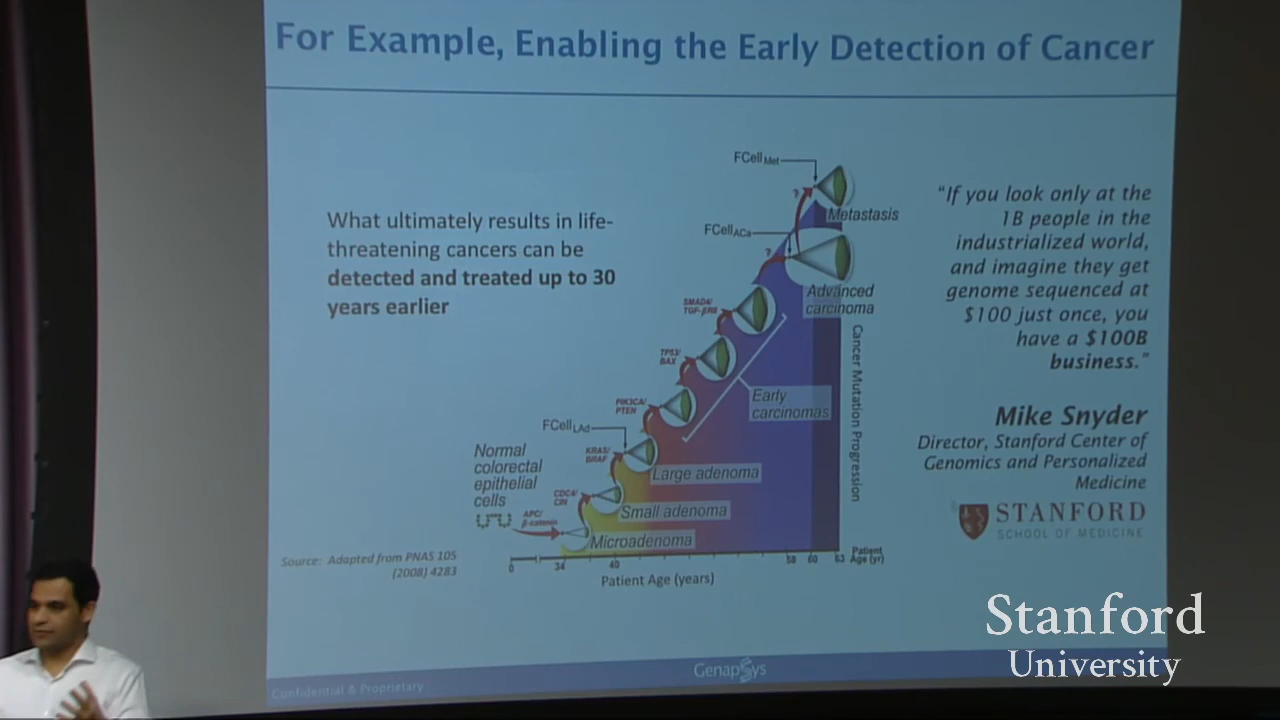 For Example, Enabling the Early Detection of Cancer
What ultimately results in life-
threatening cancers can be
detected and treated up to 30
years earlier
FCell Met
Metastasis
FCell ACa
?
?
Advanced
carcinoma
SMAD4/
TGF-βRII
TP53/
BAX
PIK3CA/
PTEN
Early
carcinomas
FCell LAd
KRAS/
BRAF
Large adenoma
Normal
colorectal
epithelial
cells
CDC4/
CIN
Small adenoma
APC/
β-catenin
Microadenoma
Cancer Mutation Progression
0 34 40 58 60 63
Patient
Age (yr)
Patient Age (years)
Source: Adapted from PNAS 105
(2008) 4283
"If you look only at the
1B people in the
industrialized world,
and imagine they get
genome sequenced at
$100 just once, you
have a $100B
business."
Mike Snyder
Director, Stanford Center of
Genomics and Personalized
Medicine
STANFORD
SCHOOL OF MEDICINE
Confidential & Proprietary
GenapSys
Stanford
University